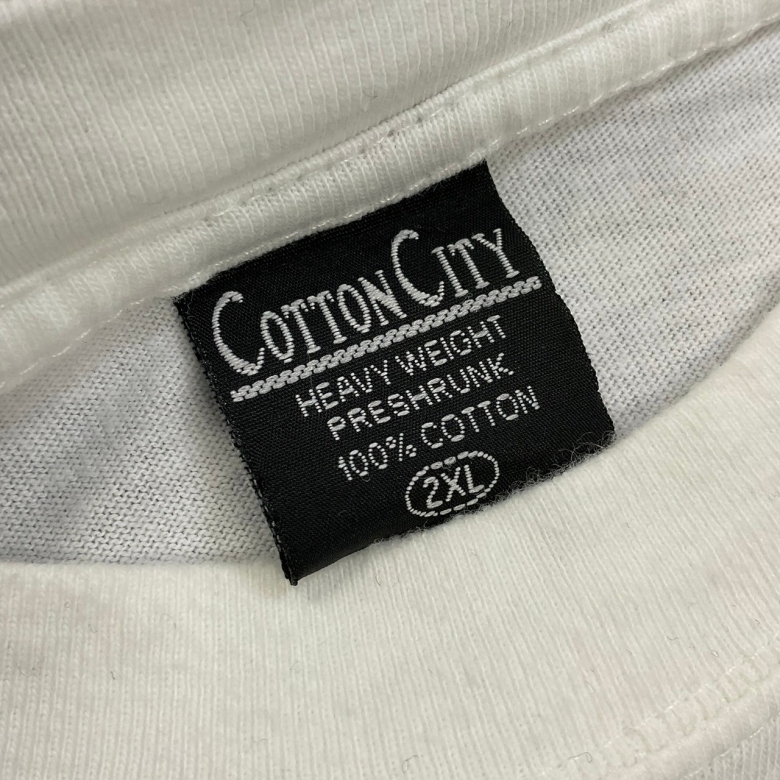 COTTON CITY
HEAVY WEIGHT
PRESHRUNK
100% COTTON
2XL